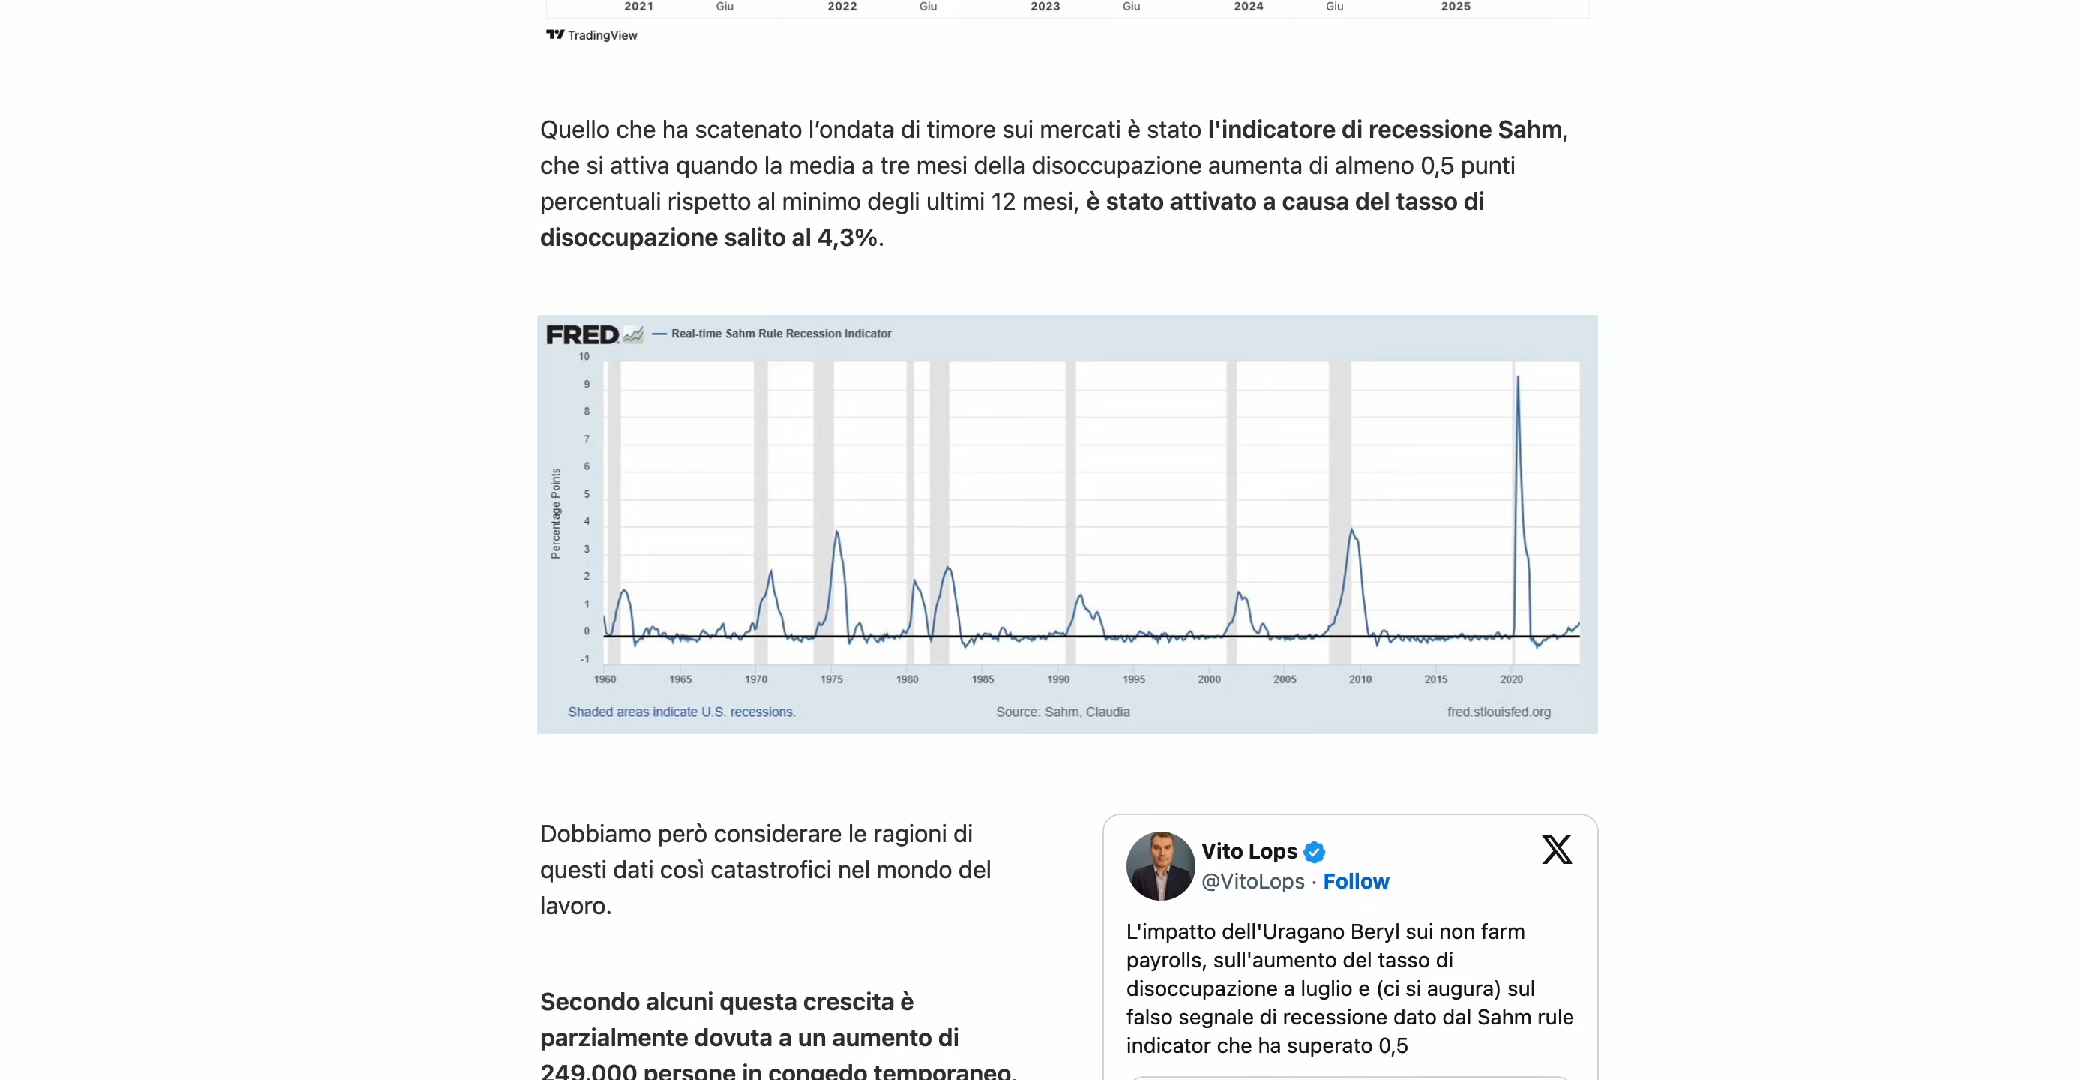 2021 Giu 2022 Giu 2023 Giu 2024 Giu 2025
TradingView
Quello che ha scatenato l’ondata di timore sui mercati è stato l'indicatore di recessione Sahm,
che si attiva quando la media a tre mesi della disoccupazione aumenta di almeno 0,5 punti
percentuali rispetto al minimo degli ultimi 12 mesi, è stato attivato a causa del tasso di
disoccupazione salito al 4,3%.
FRED — Real-time Sahm Rule Recession Indicator
10
9
8
7
6
5
4
3
2
1
0
-1
Percentage Points
1960 1965 1970 1975 1980 1985 1990 1995 2000 2005 2010 2015 2020
Shaded areas indicate U.S. recessions. Source: Sahm, Claudia fred.stlouisfed.org
Dobbiamo però considerare le ragioni di
questi dati così catastrofici nel mondo del
lavoro.
Secondo alcuni questa crescita è
parzialmente dovuta a un aumento di
249.000 persone in congedo temporaneo,
Vito Lops
@VitoLops · Follow
L'impatto dell'Uragano Beryl sui non farm
payrolls, sull'aumento del tasso di
disoccupazione a luglio e (ci si augura) sul
falso segnale di recessione dato dal Sahm rule
indicator che ha superato 0,5